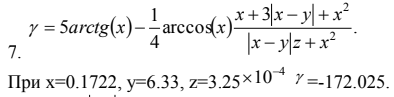 7. γ = 5arctg(x) − 1/4 arccos(x) (x + 3|x − y| + x²)/(|x − y|z + x²).
При x=0.1722, y=6.33, z=3.25×10⁻⁴ γ=-172.025.